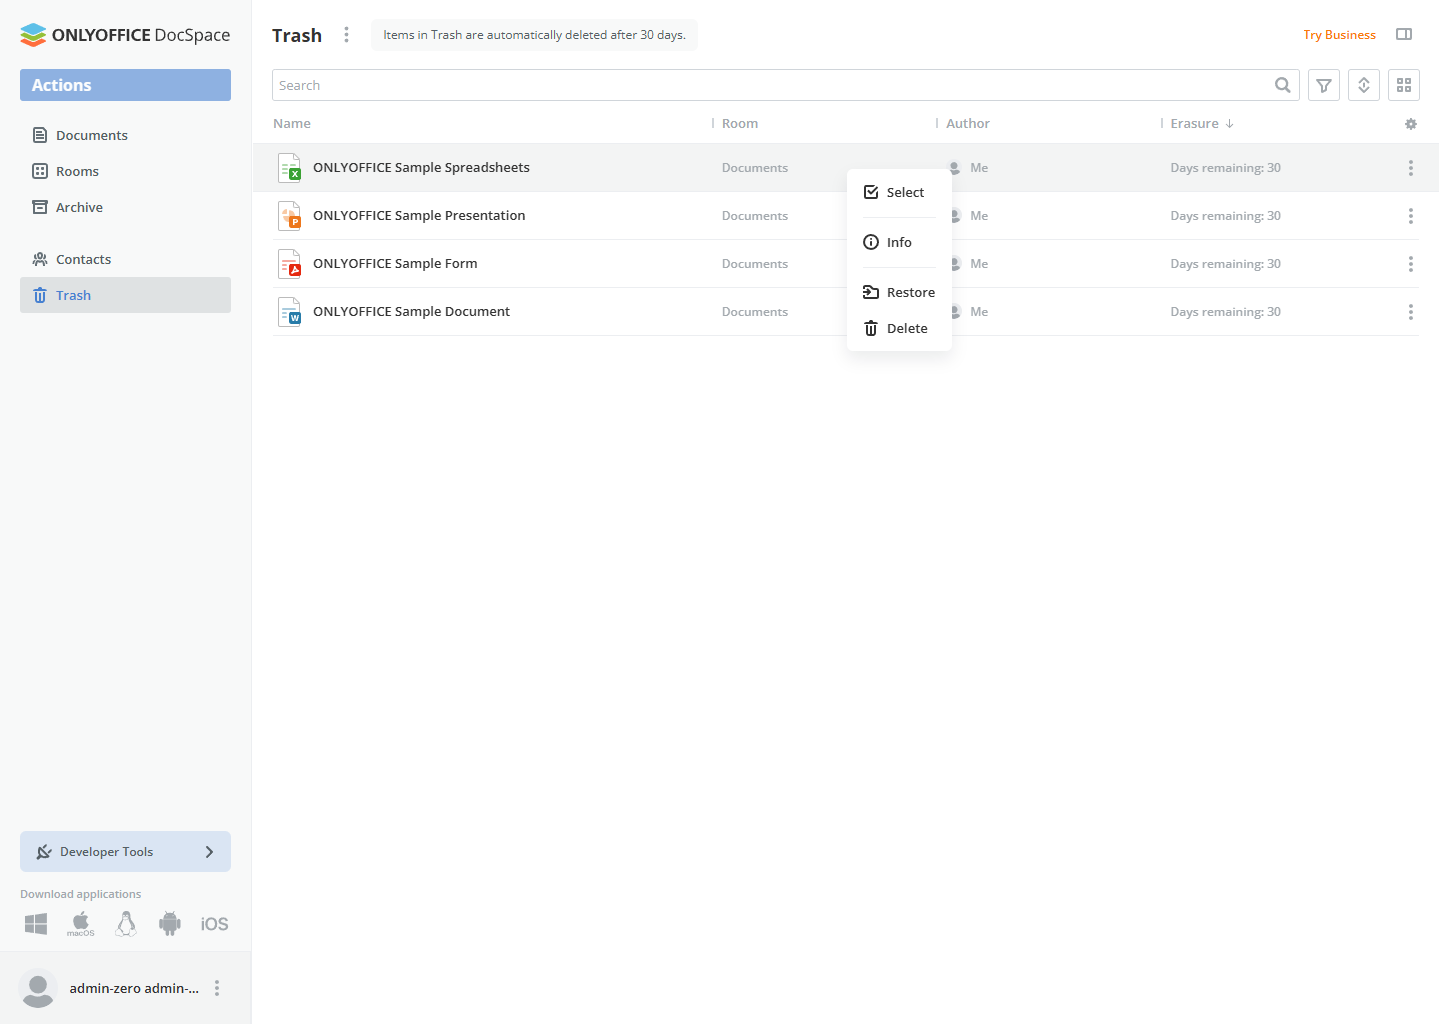 ONLYOFFICE DocSpace
Actions
Documents
Rooms
Archive
Contacts
Trash
Developer Tools
Download applications
macOS
iOS
admin-zero admin-...
Trash
Items in Trash are automatically deleted after 30 days.
Try Business
Search
Name Room Author Erasure
ONLYOFFICE Sample Spreadsheets Documents Me Days remaining: 30
ONLYOFFICE Sample Presentation Documents Me Days remaining: 30
ONLYOFFICE Sample Form Documents Me Days remaining: 30
ONLYOFFICE Sample Document Documents Me Days remaining: 30
Select
Info
Restore
Delete